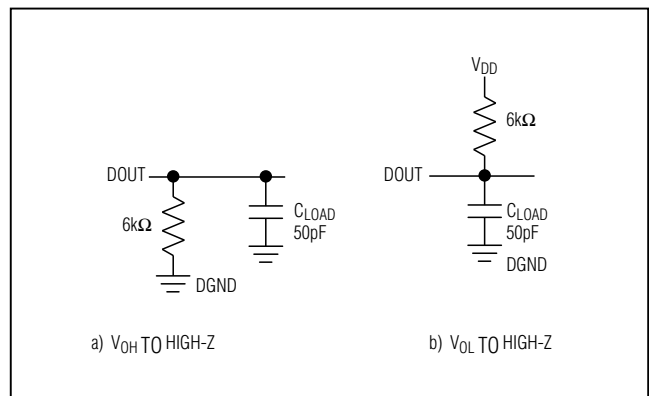 DOUT
6kΩ
CLOAD
50pF
DGND
a) VOH TO HIGH-Z
VDD
6kΩ
DOUT
CLOAD
50pF
DGND
b) VOL TO HIGH-Z